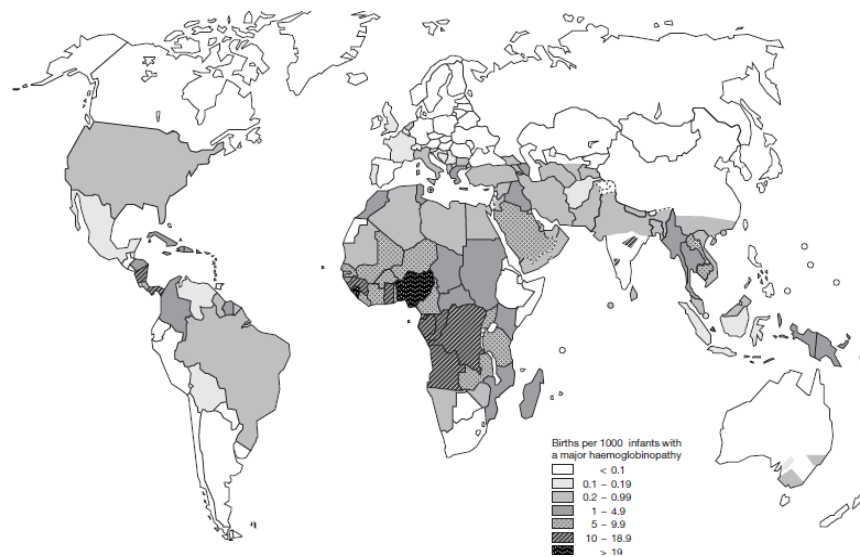 Births per 1000 infants with
a major haemoglobinopathy
< 0.1
0.1 – 0.19
0.2 – 0.99
1 – 4.9
5 – 9.9
10 – 18.9
> 19